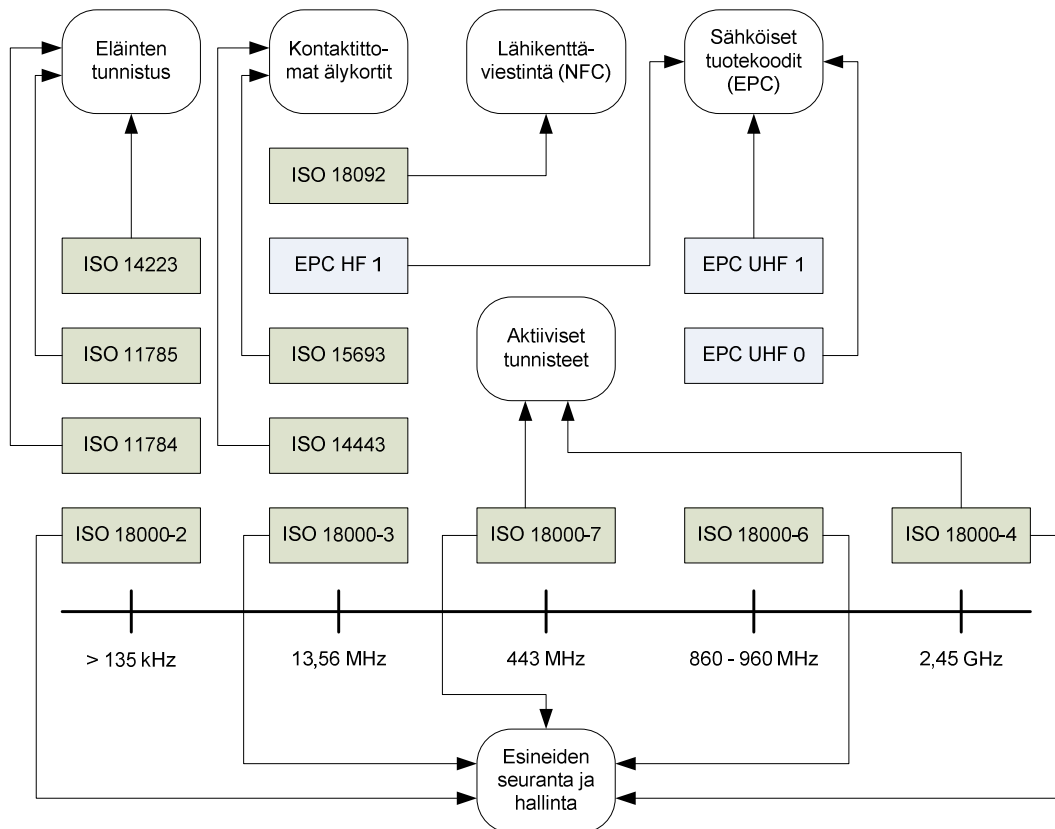 Eläinten
tunnistus
Kontaktitto-
mat älykortit
Lähikenttä-
viestintä (NFC)
Sähköiset
tuotekoodit
(EPC)
ISO 18092
ISO 14223
EPC HF 1
EPC UHF 1
Aktiiviset
tunnisteet
ISO 11785
ISO 15693
EPC UHF 0
ISO 11784
ISO 14443
ISO 18000-2
ISO 18000-3
ISO 18000-7
ISO 18000-6
ISO 18000-4
> 135 kHz
13,56 MHz
443 MHz
860 - 960 MHz
2,45 GHz
Esineiden
seuranta ja
hallinta